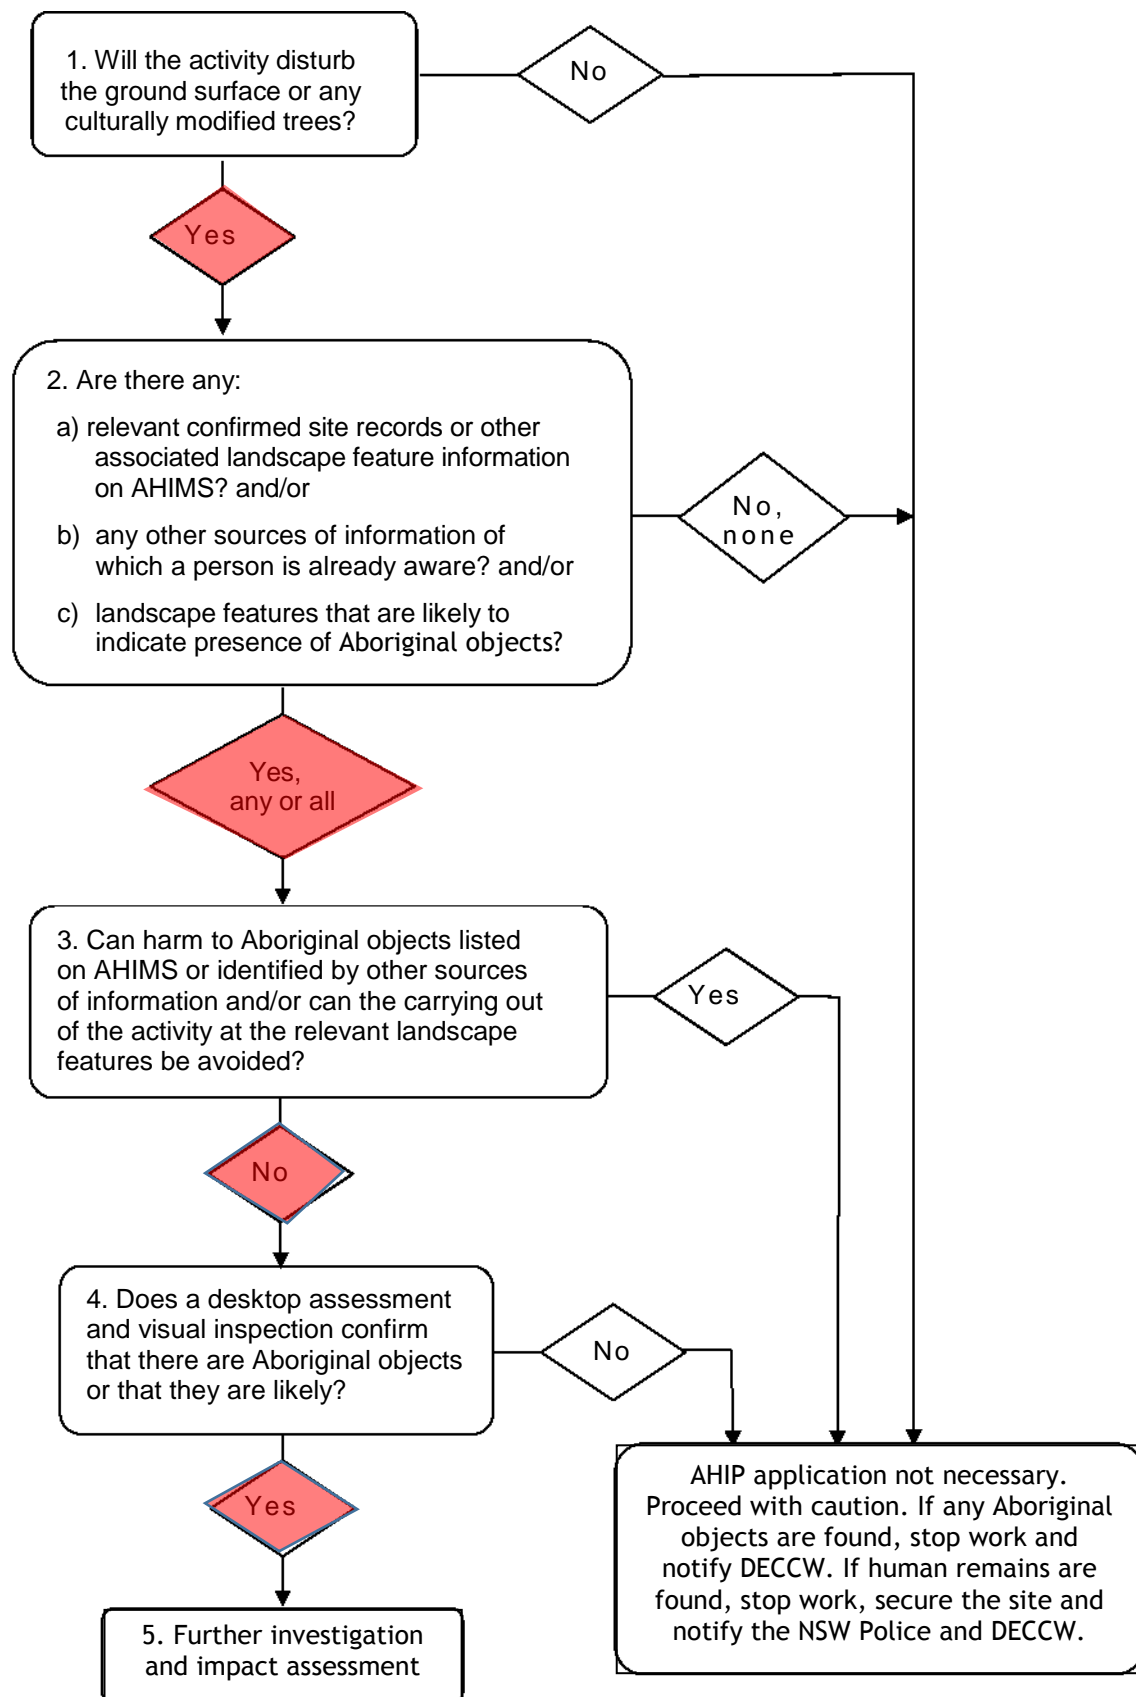 1. Will the activity disturb
the ground surface or any
culturally modified trees?
No
Yes
2. Are there any:
a) relevant confirmed site records or other
associated landscape feature information
on AHIMS? and/or
b) any other sources of information of
which a person is already aware? and/or
c) landscape features that are likely to
indicate presence of Aboriginal objects?
No,
none
Yes,
any or all
3. Can harm to Aboriginal objects listed
on AHIMS or identified by other sources
of information and/or can the carrying out
of the activity at the relevant landscape
features be avoided?
Yes
No
4. Does a desktop assessment
and visual inspection confirm
that there are Aboriginal objects
or that they are likely?
No
Yes
AHIP application not necessary.
Proceed with caution. If any Aboriginal
objects are found, stop work and
notify DECCW. If human remains are
found, stop work, secure the site and
notify the NSW Police and DECCW.
5. Further investigation
and impact assessment